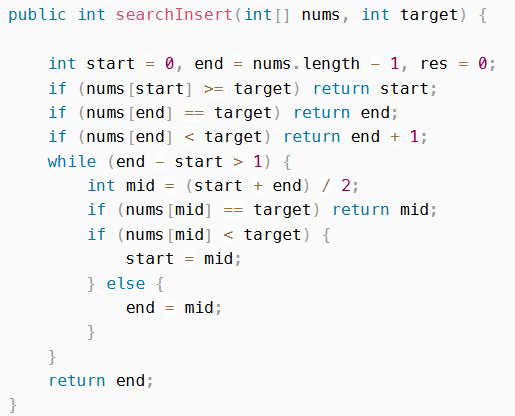 public int searchInsert(int[] nums, int target) {

    int start = 0, end = nums.length - 1, res = 0;
    if (nums[start] >= target) return start;
    if (nums[end] == target) return end;
    if (nums[end] < target) return end + 1;
    while (end - start > 1) {
        int mid = (start + end) / 2;
        if (nums[mid] == target) return mid;
        if (nums[mid] < target) {
            start = mid;
        } else {
            end = mid;
        }
    }
    return end;
}